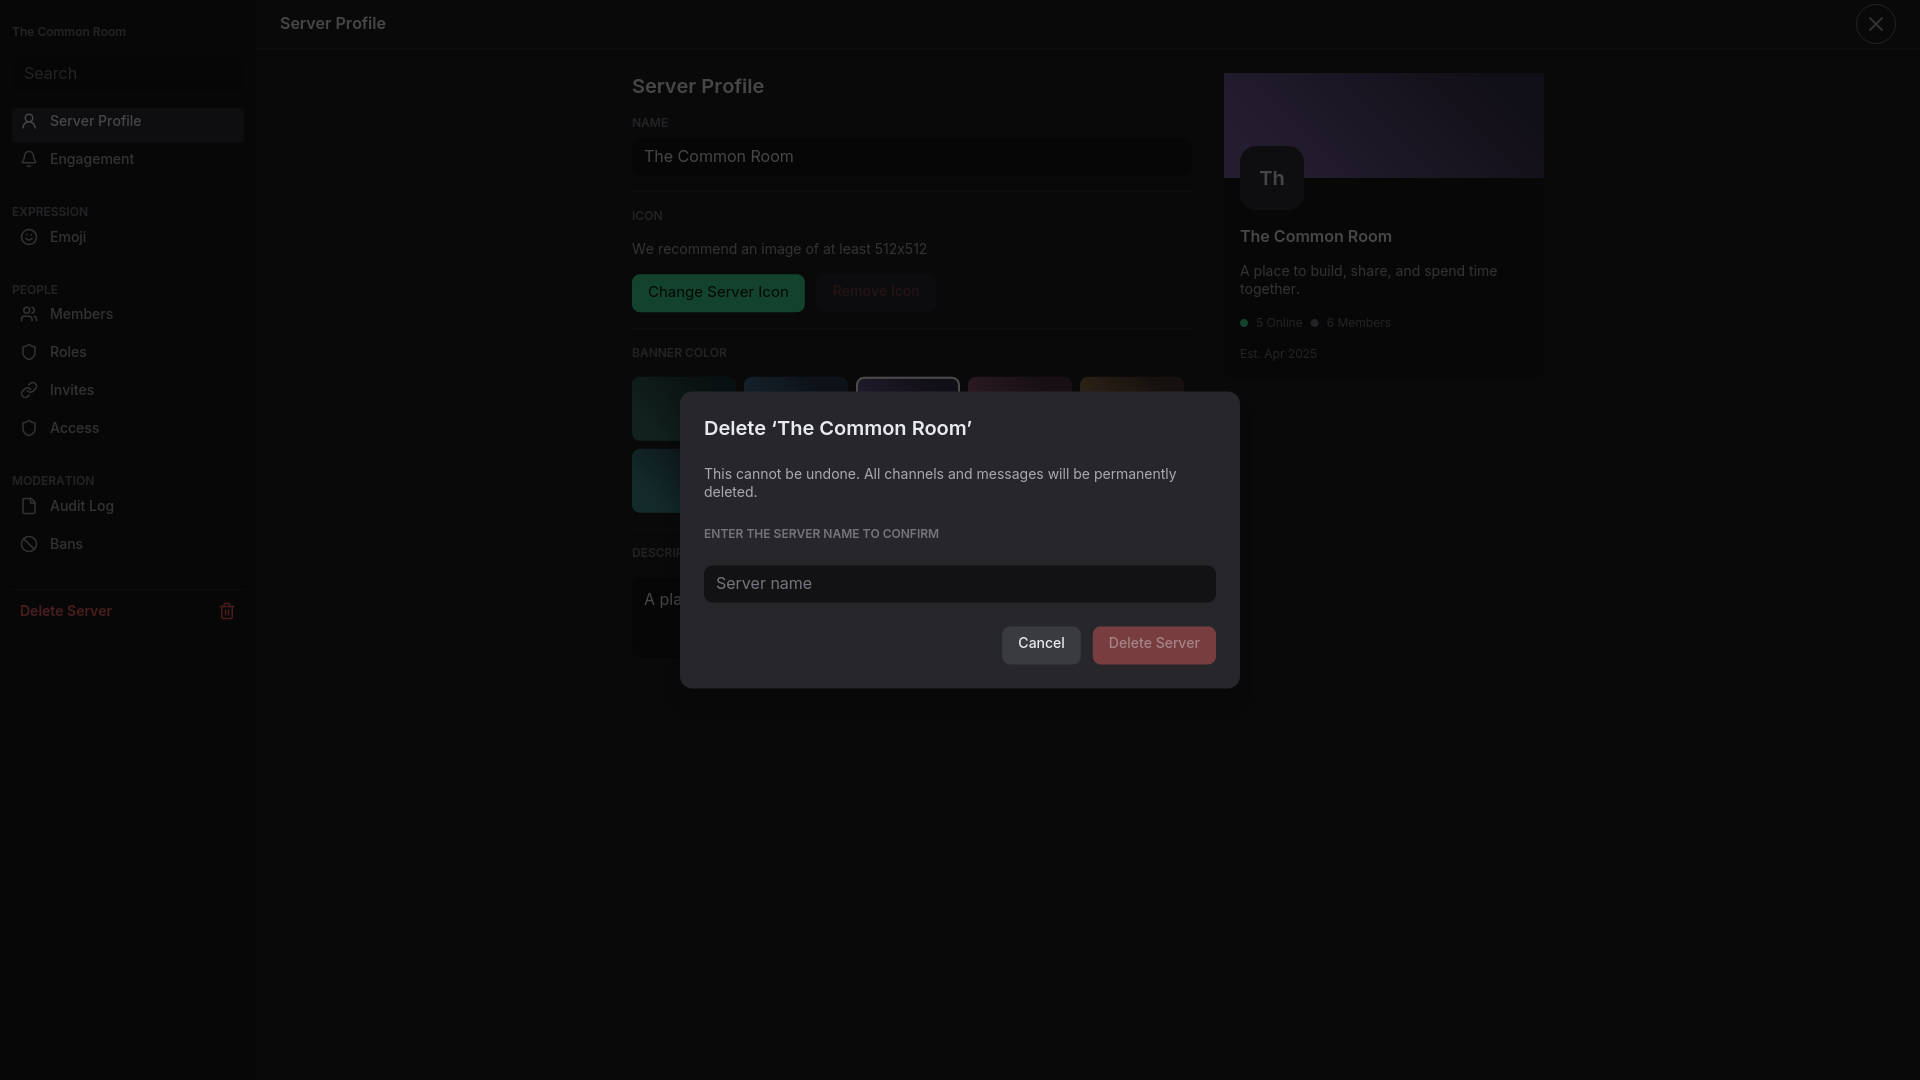 The Common Room
Search
Server Profile
Engagement
EXPRESSION
Emoji
PEOPLE
Members
Roles
Invites
Access
MODERATION
Audit Log
Bans
Delete Server
Server Profile
Server Profile
NAME
The Common Room
ICON
We recommend an image of at least 512x512
Change Server Icon
Remove Icon
BANNER COLOR
A pla
Th
The Common Room
A place to build, share, and spend time
together.
5 Online
6 Members
Est. Apr 2025
Delete ‘The Common Room’
This cannot be undone. All channels and messages will be permanently
deleted.
ENTER THE SERVER NAME TO CONFIRM
Server name
Cancel
Delete Server